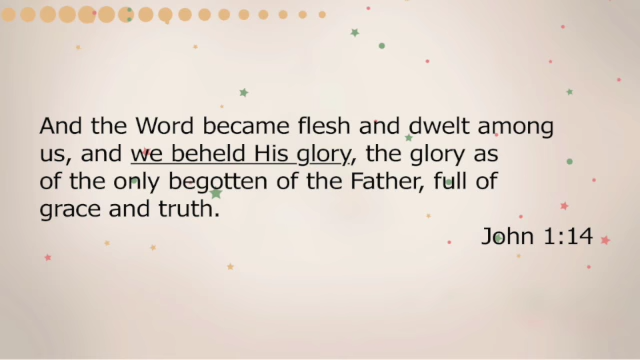 And the Word became flesh and dwelt among
us, and we beheld His glory, the glory as
of the only begotten of the Father, full of
grace and truth.
John 1:14